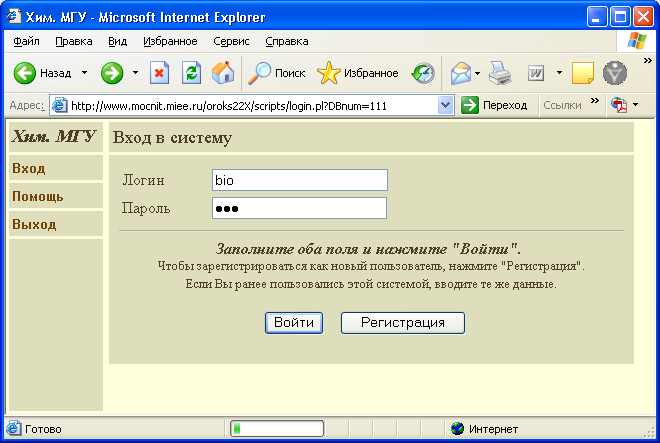 Хим. МГУ - Microsoft Internet Explorer
Файл Правка Вид Избранное Сервис Справка
Назад Поиск Избранное W »
Адрес: http://www.mocnit.miee.ru/oroks22X/scripts/login.pl?DBnum=111 Переход Ссылки »
Хим. МГУ Вход в систему
Вход
Помощь
Выход
Логин bio
Пароль ●●●
Заполните оба поля и нажмите "Войти".
Чтобы зарегистрироваться как новый пользователь, нажмите "Регистрация".
Если Вы ранее пользовались этой системой, вводите те же данные.
Войти Регистрация
Готово Интернет